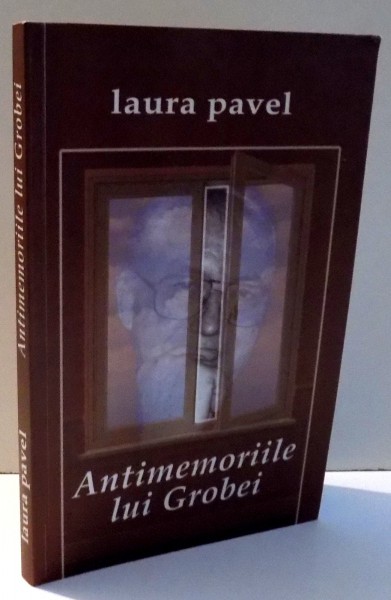 laura pavel
Antimemoriile
lui Grobei
laura pavel
Antimemoriile lui Grobei